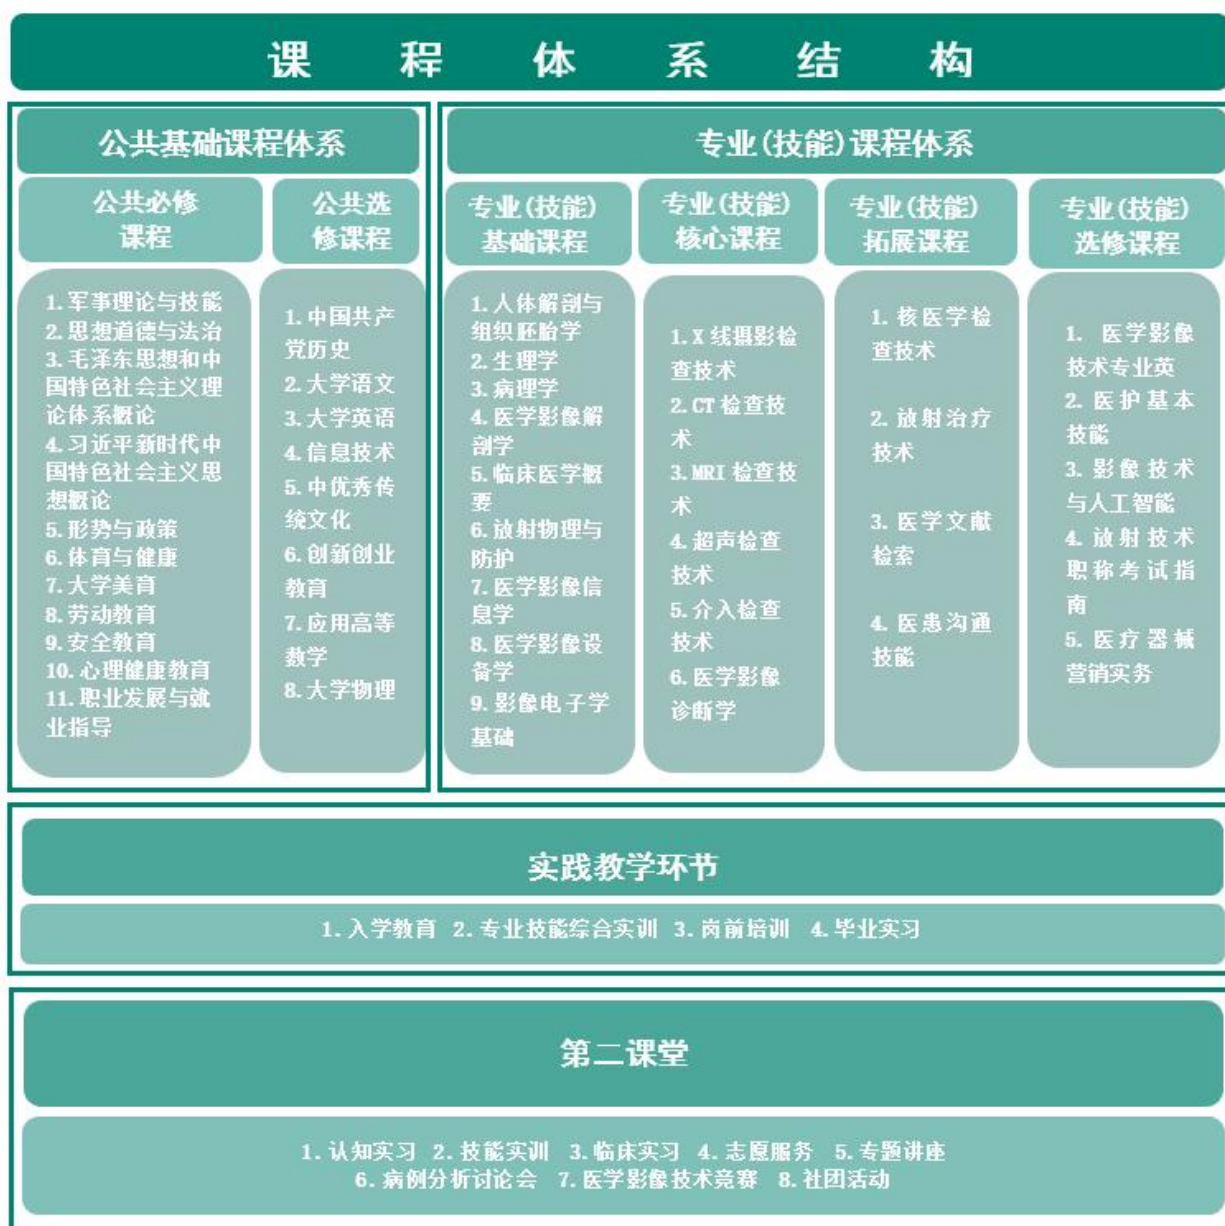 课程体系结构
公共基础课程体系
公共必修
课程
1.军事理论与技能
2.思想道德与法治
3.毛泽东思想和中
国特色社会主义理
论体系概论
4.习近平新时代中
国特色社会主义思
想概论
5.形势与政策
6.体育与健康
7.大学美育
8.劳动教育
9.安全教育
10.心理健康教育
11.职业发展与就
业指导
公共选
修课程
1.中国共产
党历史
2.大学语文
3.大学英语
4.信息技术
5.中优秀传
统文化
6.创新创业
教育
7.应用高等
数学
8.大学物理
专业(技能)课程体系
专业(技能)
基础课程
1.人体解剖与
组织胚胎学
2.生理学
3.病理学
4.医学影像解
剖学
5.临床医学概
要
6.放射物理与
防护
7.医学影像信
息学
8.医学影像设
备学
9.影像电子学
基础
专业(技能)
核心课程
1.X 线摄影检
查技术
2.CT 检查技
术
3.MRI 检查技
术
4.超声检查
技术
5.介入检查
技术
6.医学影像
诊断学
专业(技能)
拓展课程
1.核医学检
查技术
2.放射治疗
技术
3.医学文献
检索
4.医患沟通
技能
专业(技能)
选修课程
1. 医学影像
技术专业英
2.医护基本
技能
3.影像技术
与人工智能
4.放射技术
职称考试指
南
5.医疗器械
营销实务
实践教学环节
1.入学教育 2.专业技能综合实训 3.岗前培训 4.毕业实习
第二课堂
1.认知实习 2.技能实训 3.临床实习 4.志愿服务 5.专题讲座
6.病例分析讨论会 7.医学影像技术竞赛 8.社团活动